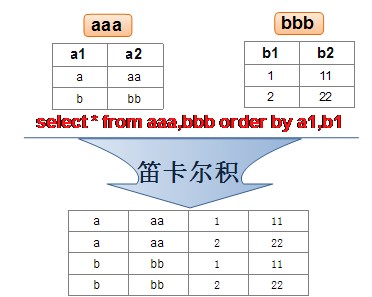 aaa bbb
a1 a2 b1 b2
a aa 1 11
b bb 2 22
select * from aaa,bbb order by a1,b1
笛卡尔积
a aa 1 11
a aa 2 22
b bb 1 11
b bb 2 22